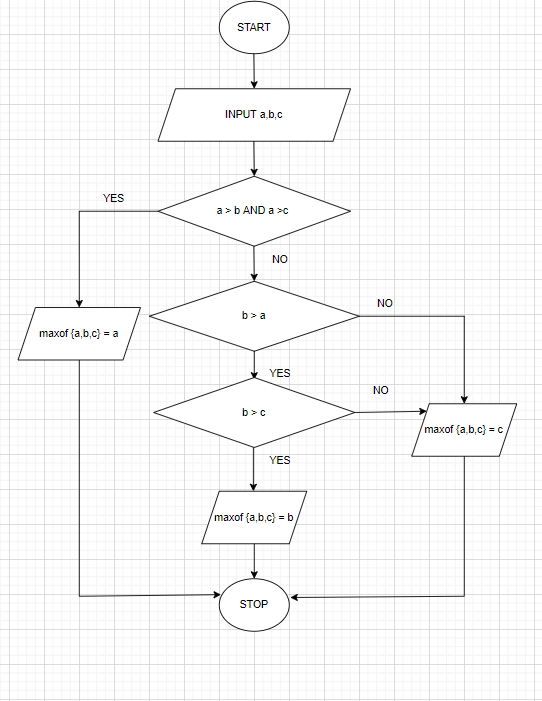 START
INPUT a,b,c
YES
a > b AND a >c
NO
b > a
NO
maxof {a,b,c} = a
YES
NO
b > c
maxof {a,b,c} = c
YES
maxof {a,b,c} = b
STOP